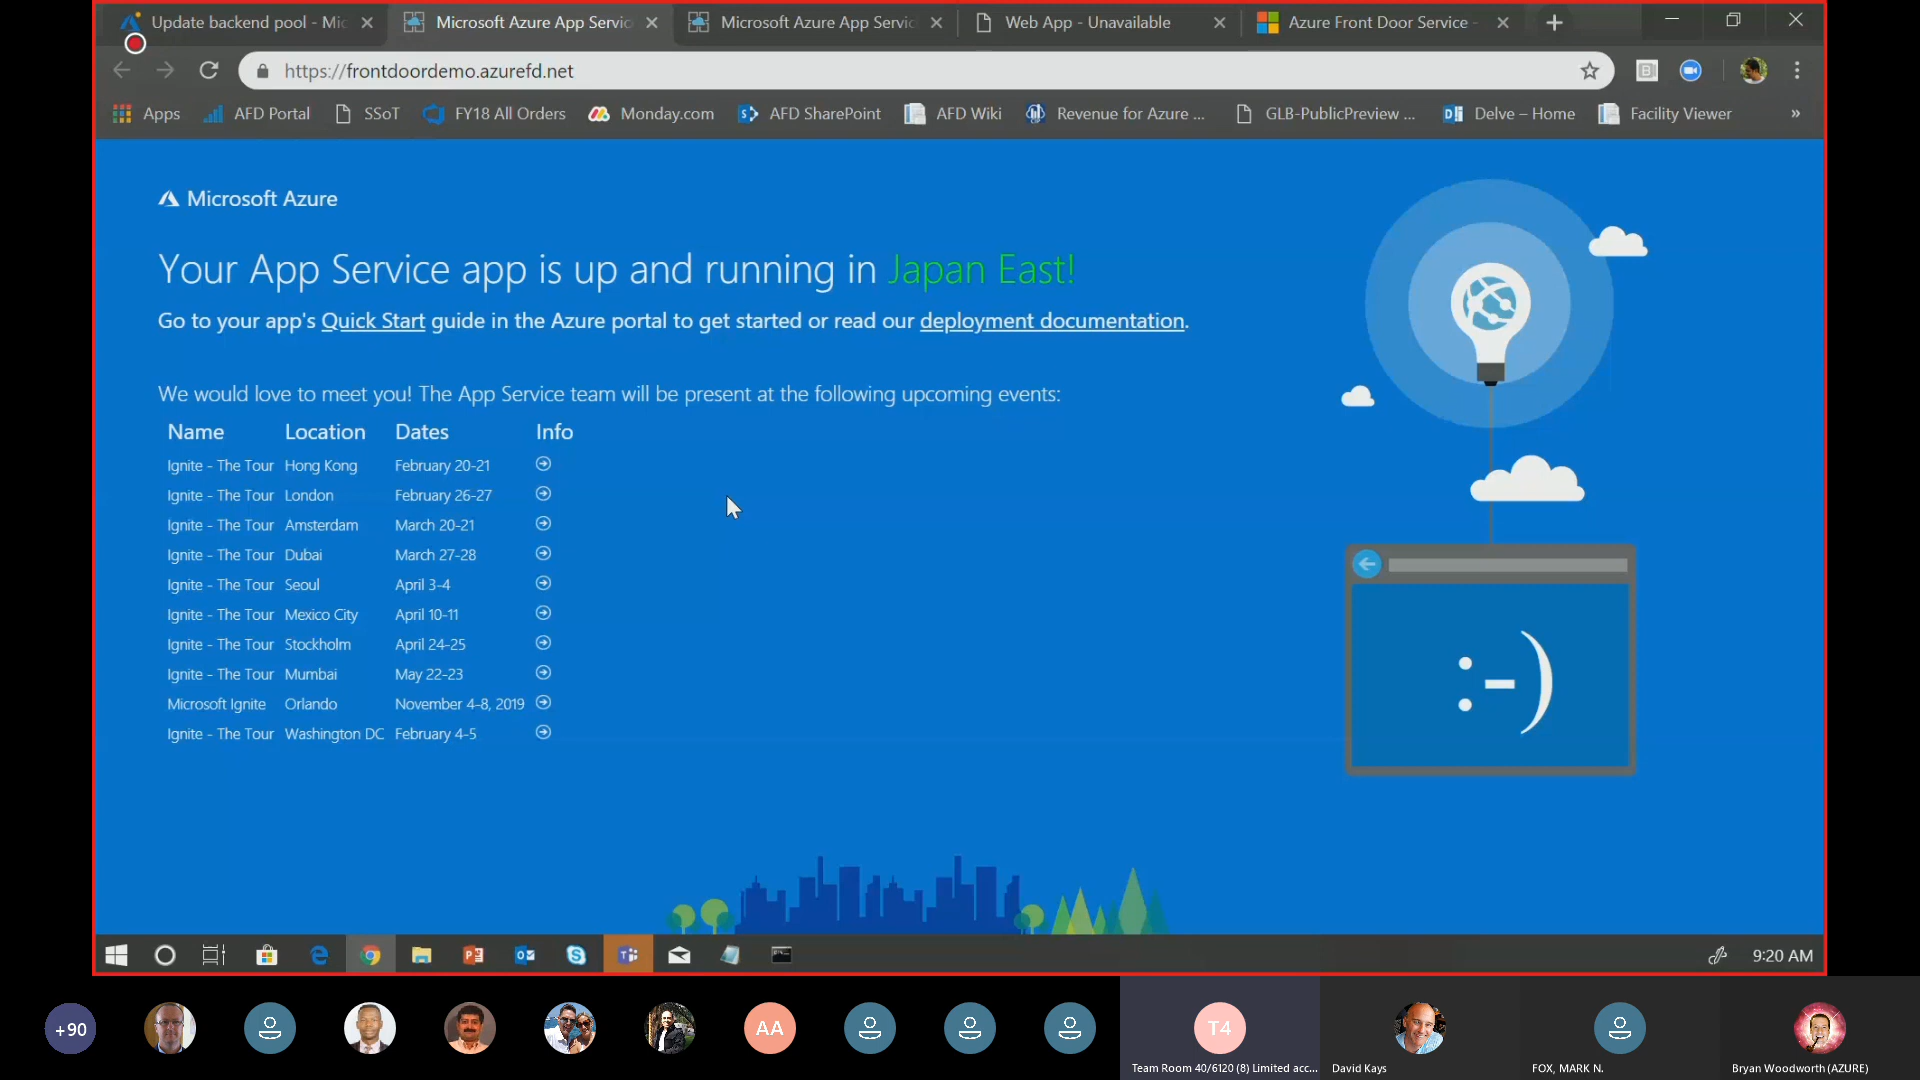 Update backend pool - Mic
Microsoft Azure App Servic
Microsoft Azure App Servic
Web App - Unavailable
Azure Front Door Service -
https://frontdoordemo.azurefd.net
Apps
AFD Portal
SSoT
FY18 All Orders
Monday.com
AFD SharePoint
AFD Wiki
Revenue for Azure ...
GLB-PublicPreview ...
Delve – Home
Facility Viewer
»
Microsoft Azure
Your App Service app is up and running in Japan East!
Go to your app's Quick Start guide in the Azure portal to get started or read our deployment documentation.
We would love to meet you! The App Service team will be present at the following upcoming events:
Name Location Dates Info
Ignite - The Tour Hong Kong February 20-21
Ignite - The Tour London February 26-27
Ignite - The Tour Amsterdam March 20-21
Ignite - The Tour Dubai March 27-28
Ignite - The Tour Seoul April 3-4
Ignite - The Tour Mexico City April 10-11
Ignite - The Tour Stockholm April 24-25
Ignite - The Tour Mumbai May 22-23
Microsoft Ignite Orlando November 4-8, 2019
Ignite - The Tour Washington DC February 4-5
:-)
9:20 AM
+90
AA
T4
Team Room 40/6120 (8) Limited acc...
David Kays
FOX, MARK N.
Bryan Woodworth (AZURE)